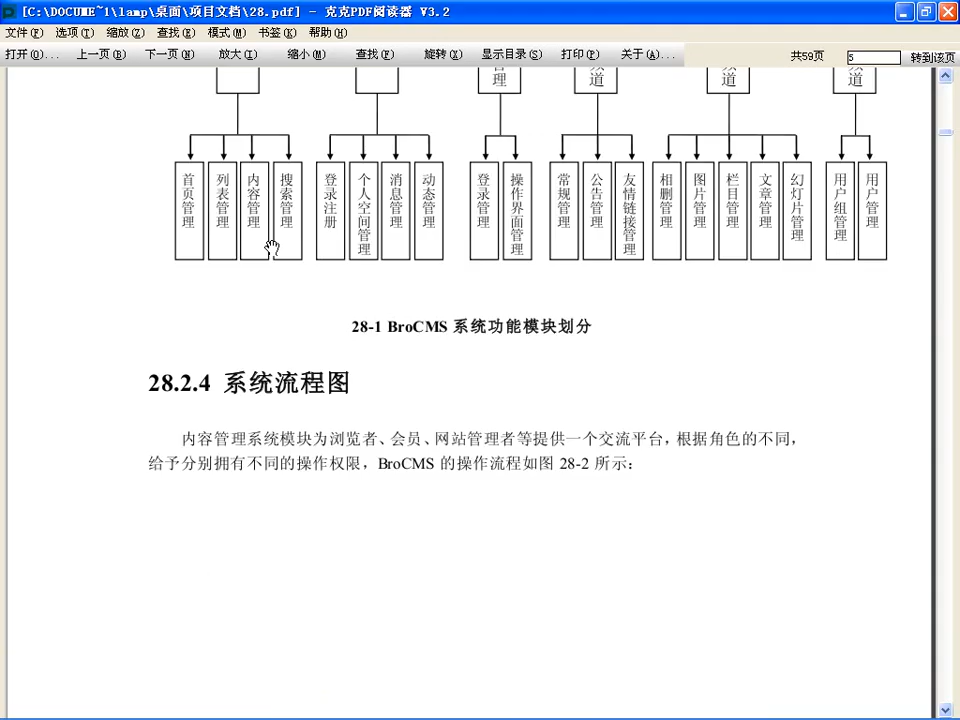 [C:\DOCUME~1\lamp\桌面\项目文档\28.pdf] - 克克PDF阅读器 V3.2
文件(F) 选项(T) 缩放(Z) 查找(E) 模式(M) 书签(K) 帮助(H)
打开(O)... 上一页(B) 下一页(N) 放大(I) 缩小(M) 查找(F) 旋转(X) 显示目录(S) 打印(P) 关于(A)... 共59页 5 转到该页
理 道 道 道
首页管理 列表管理 内容管理 搜索管理 登录注册 个人空间管理 消息管理 动态管理 登录管理 操作界面管理 常规管理 公告管理 友情链接管理 相删管理 图片管理 栏目管理 文章管理 幻灯片管理 用户组管理 用户管理
28-1 BroCMS 系统功能模块划分
28.2.4 系统流程图
内容管理系统模块为浏览者、会员、网站管理者等提供一个交流平台，根据角色的不同，
给予分别拥有不同的操作权限，BroCMS 的操作流程如图 28-2 所示：